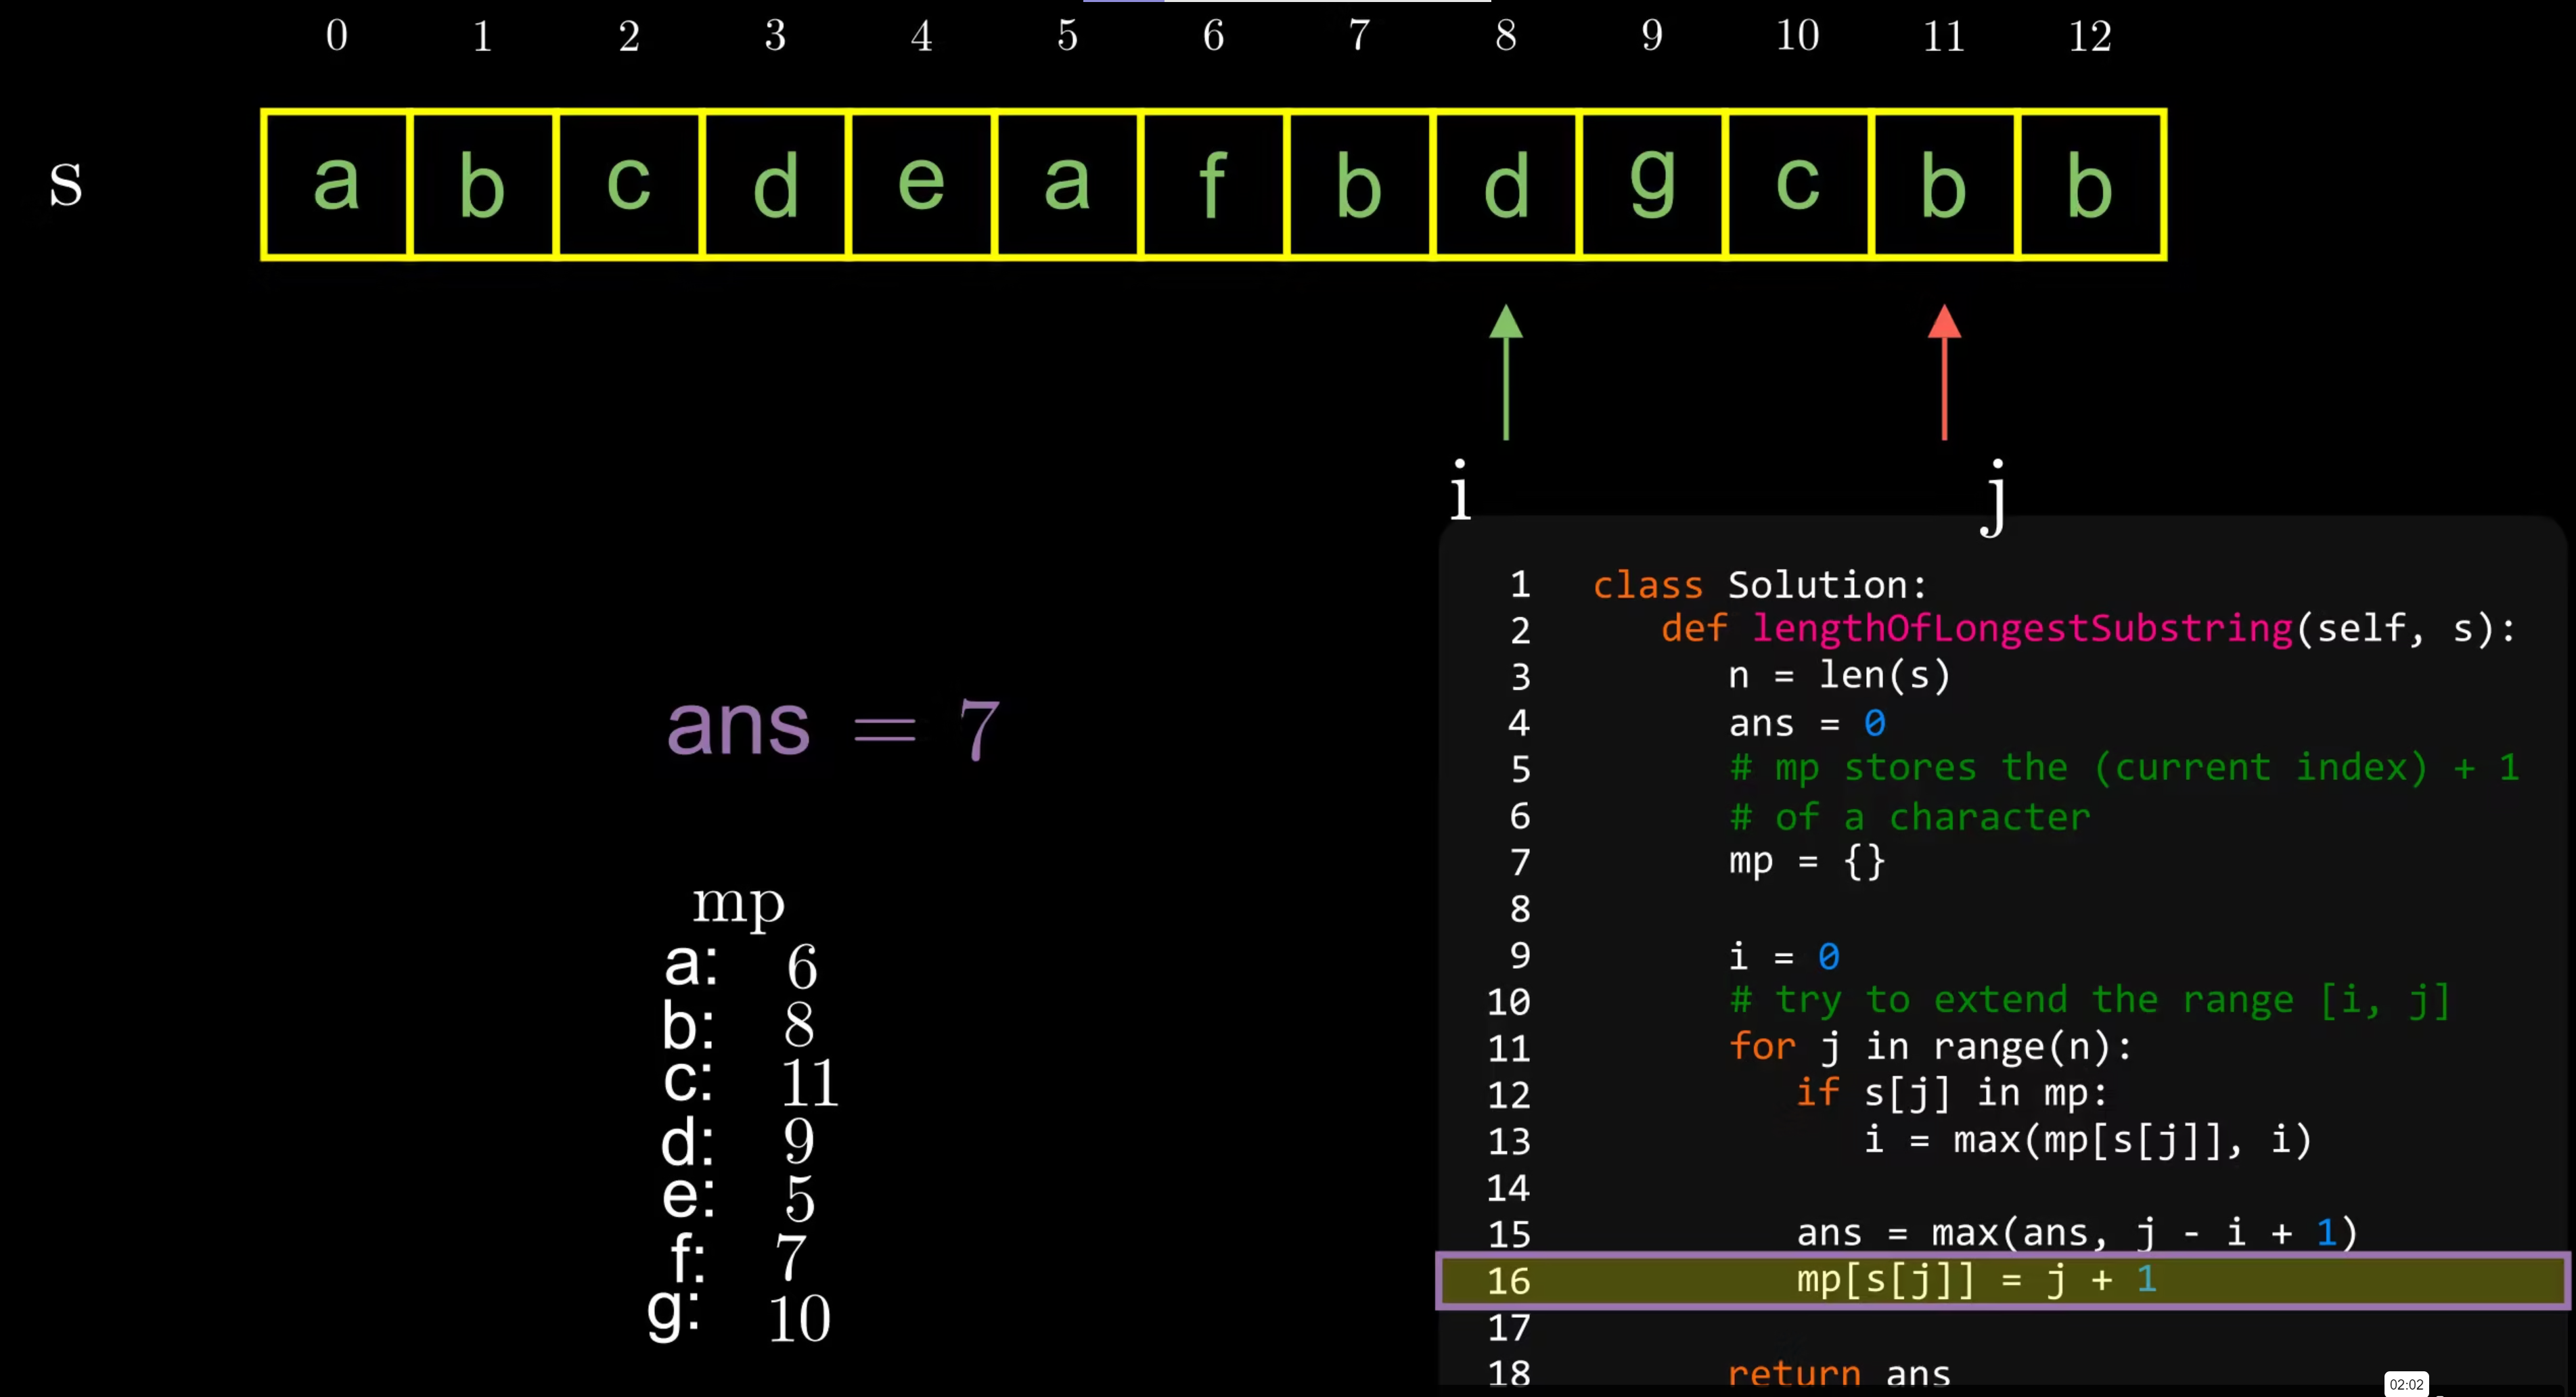 0 1 2 3 4 5 6 7 8 9 10 11 12
s a b c d e a f b d g c b b
i j
ans = 7
mp
a: 6
b: 8
c: 11
d: 9
e: 5
f: 7
g: 10
1 class Solution:
2 def lengthOfLongestSubstring(self, s):
3 n = len(s)
4 ans = 0
5 # mp stores the (current index) + 1
6 # of a character
7 mp = {}
8
9 i = 0
10 # try to extend the range [i, j]
11 for j in range(n):
12 if s[j] in mp:
13 i = max(mp[s[j]], i)
14
15 ans = max(ans, j - i + 1)
16 mp[s[j]] = j + 1
17
18 return ans
02:02